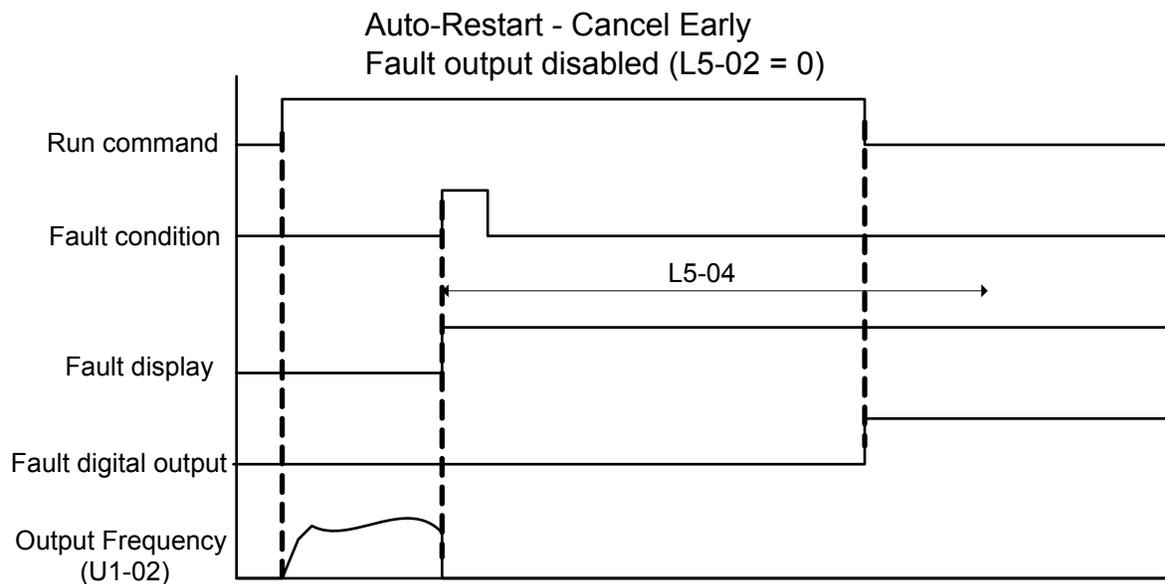 Auto-Restart - Cancel Early
Fault output disabled (L5-02 = 0)
Run command
Fault condition
L5-04
Fault display
Fault digital output
Output Frequency
(U1-02)